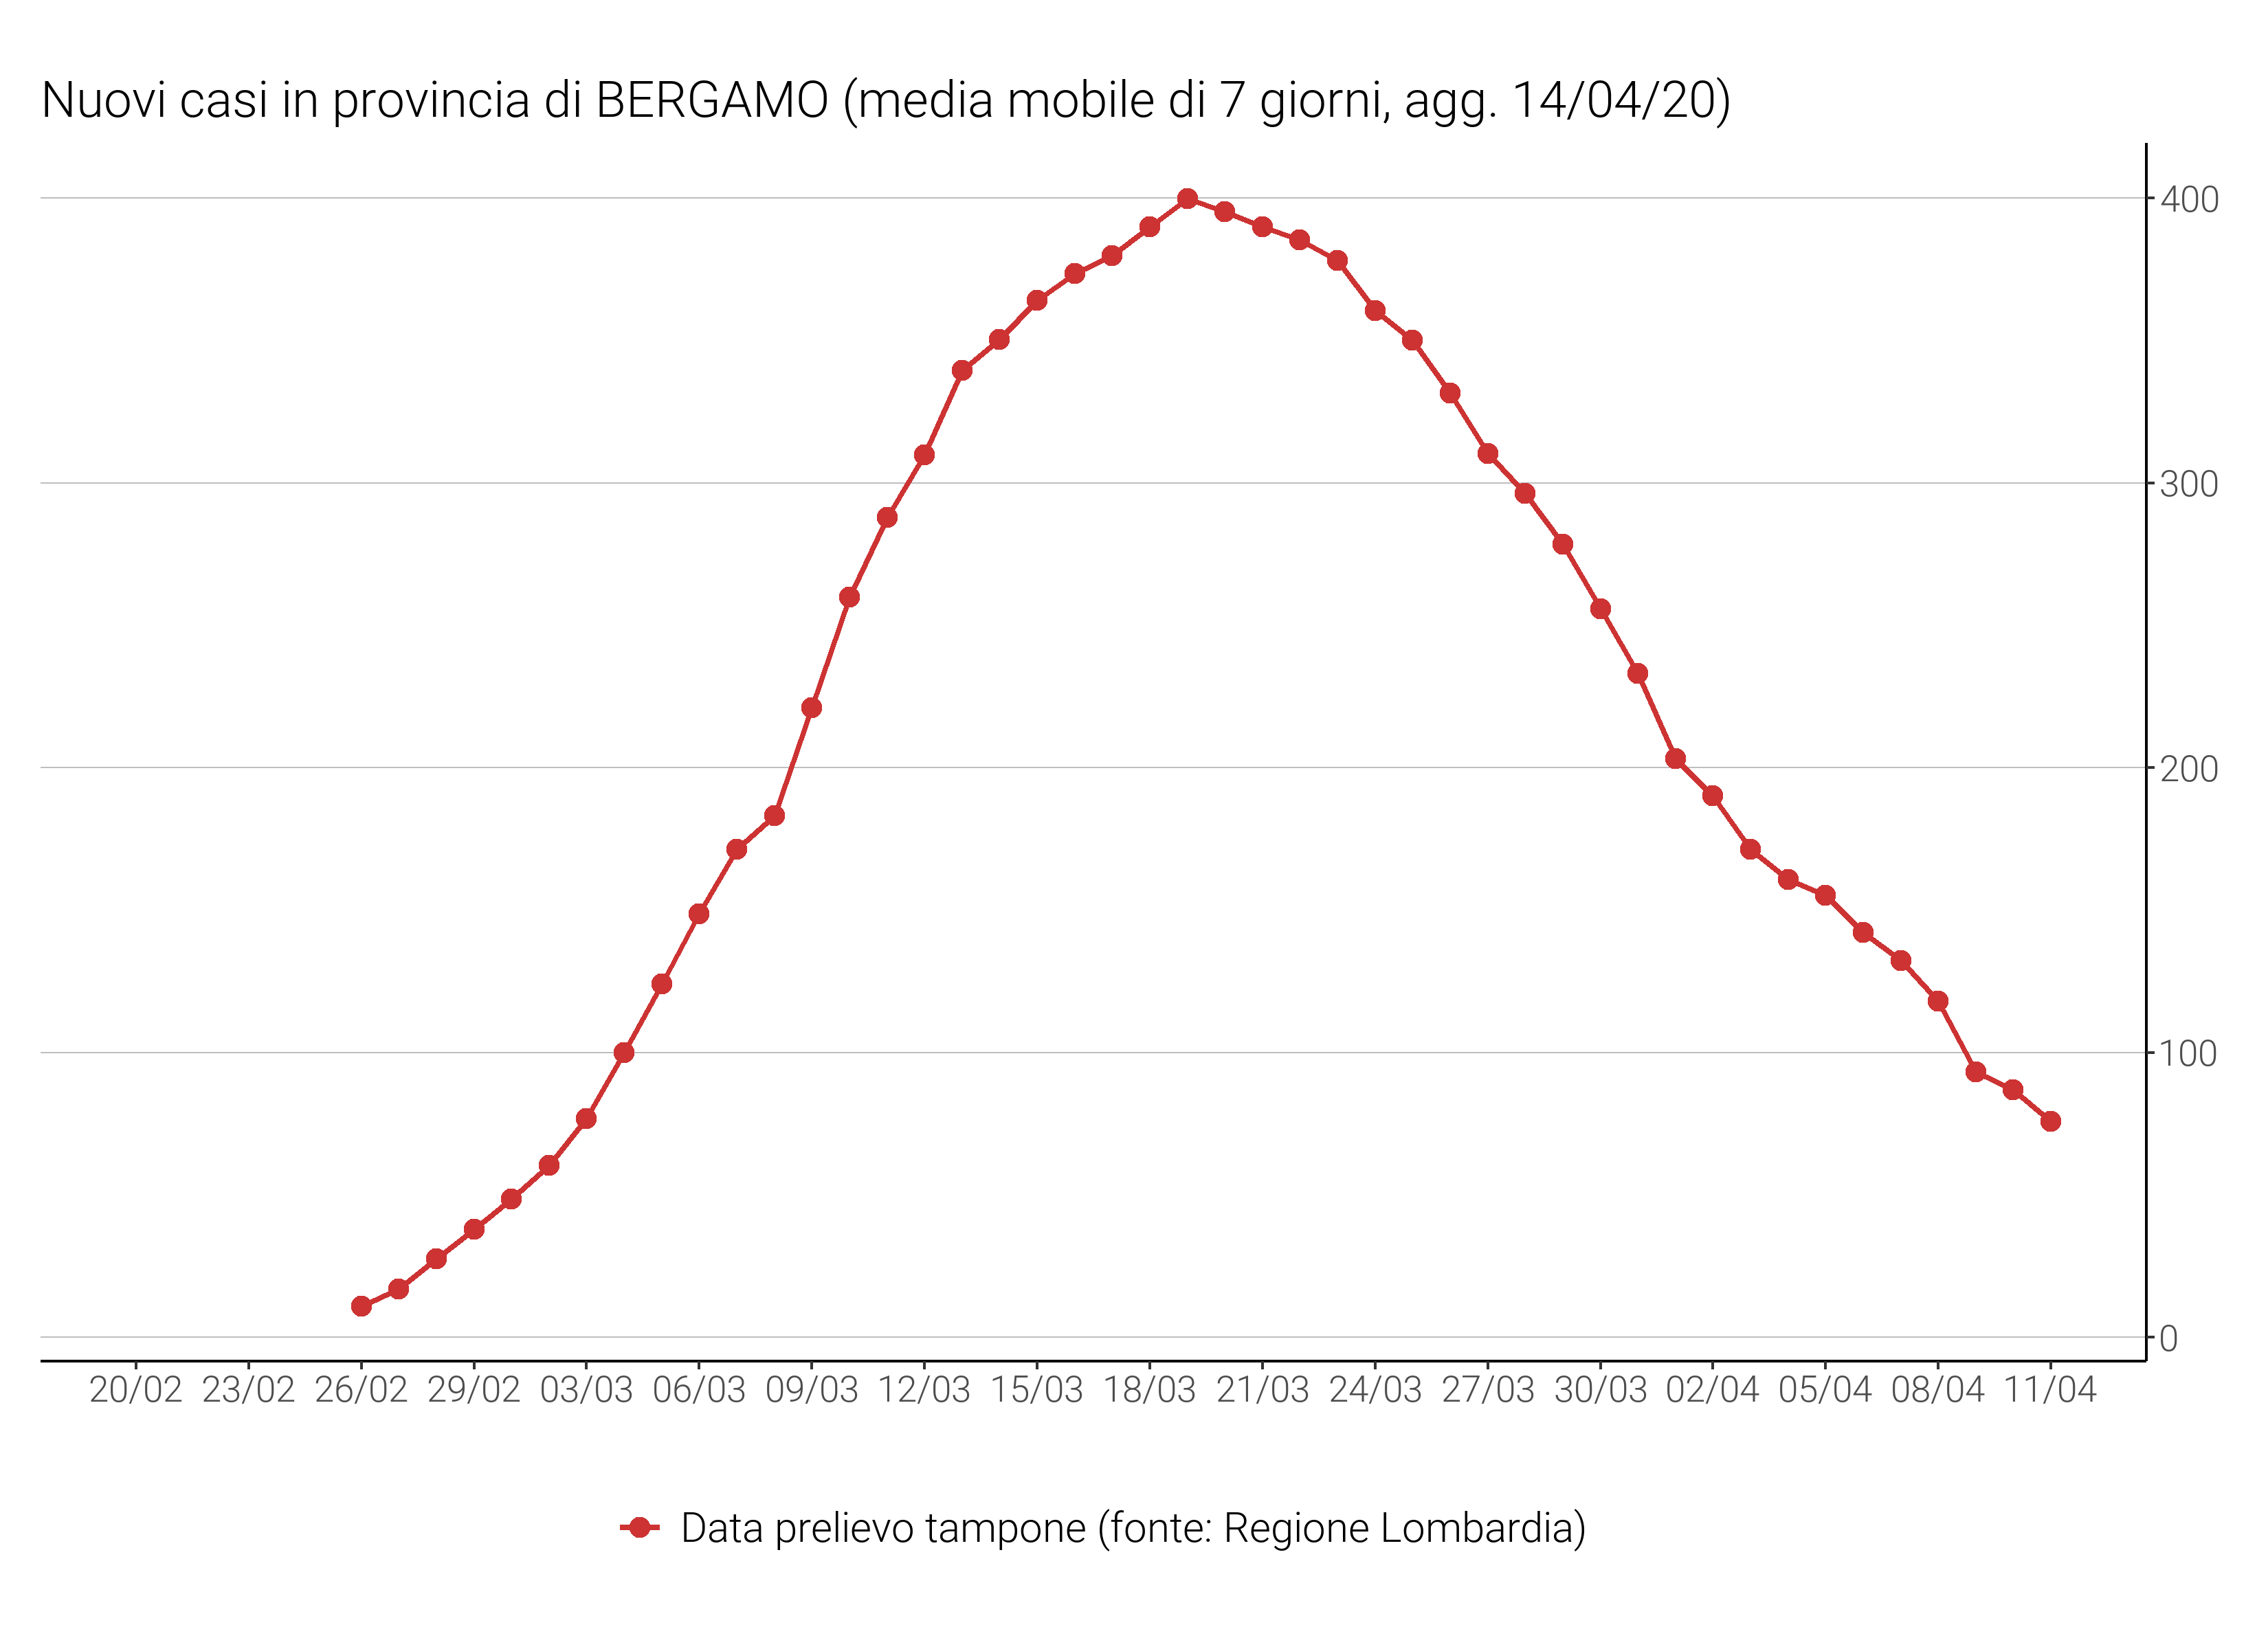 Nuovi casi in provincia di BERGAMO (media mobile di 7 giorni, agg. 14/04/20)
400
300
200
100
0
20/02 23/02 26/02 29/02 03/03 06/03 09/03 12/03 15/03 18/03 21/03 24/03 27/03 30/03 02/04 05/04 08/04 11/04
Data prelievo tampone (fonte: Regione Lombardia)